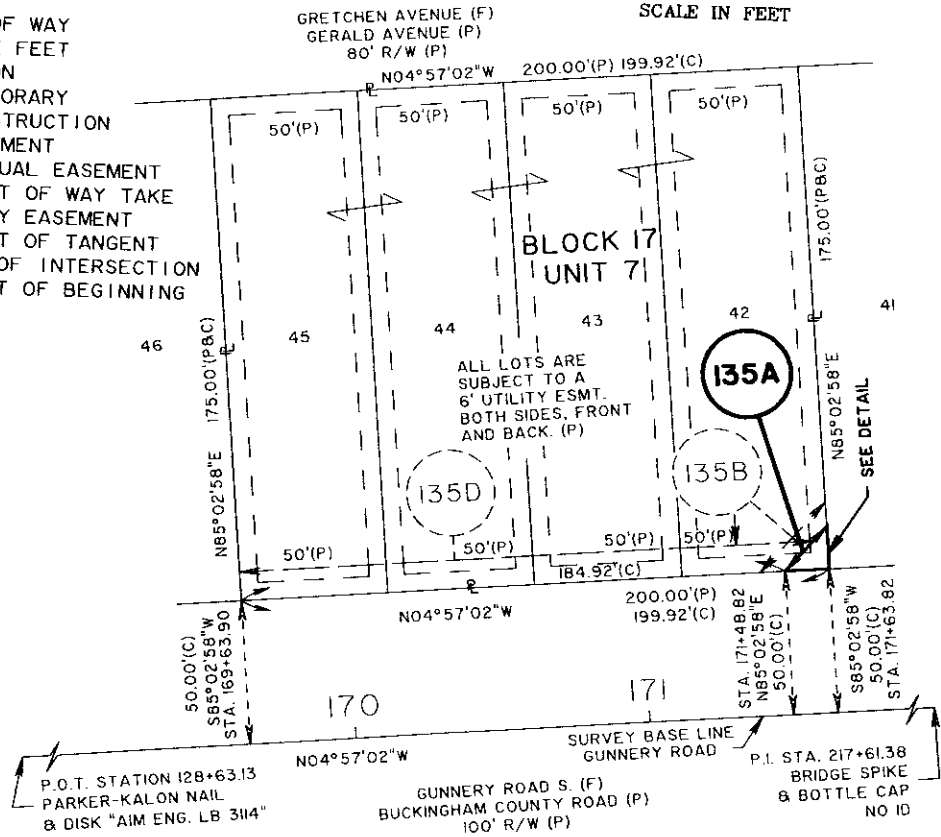 OF WAY
E FEET
ON
ORARY
STRUCTION
EMENT
UAL EASEMENT
T OF WAY TAKE
Y EASEMENT
T OF TANGENT
OF INTERSECTION
T OF BEGINNING
GRETCHEN AVENUE (F)
GERALD AVENUE (P)
80' R/W (P)
SCALE IN FEET
N04°57'02"W
200.00'(P) 199.92'(C)
50'(P)
50'(P)
50'(P)
50'(P)
BLOCK 17
UNIT 7
175.00'(P&C)
N85°02'58"E
175.00'(P&C)
N85°02'58"E
46
45
44
43
42
41
ALL LOTS ARE
SUBJECT TO A
6' UTILITY ESMT.
BOTH SIDES, FRONT
AND BACK. (P)
135A
135B
135D
SEE DETAIL
50'(P)
50'(P)
50'(P)
50'(P)
184.92'(C)
N04°57'02"W
200.00'(P)
199.92'(C)
50.00'(C)
S85°02'58"W
STA. 169+63.90
STA. 171+48.82
N85°02'58"E
50.00'(C)
S85°02'58"W
50.00'(C)
STA. 171+63.82
170
171
N04°57'02"W
SURVEY BASE LINE
GUNNERY ROAD
P.O.T. STATION 128+63.13
PARKER-KALON NAIL
& DISK "AIM ENG. LB 3114"
GUNNERY ROAD S. (F)
BUCKINGHAM COUNTY ROAD (P)
100' R/W (P)
P.I. STA. 217+61.38
BRIDGE SPIKE
& BOTTLE CAP
NO ID